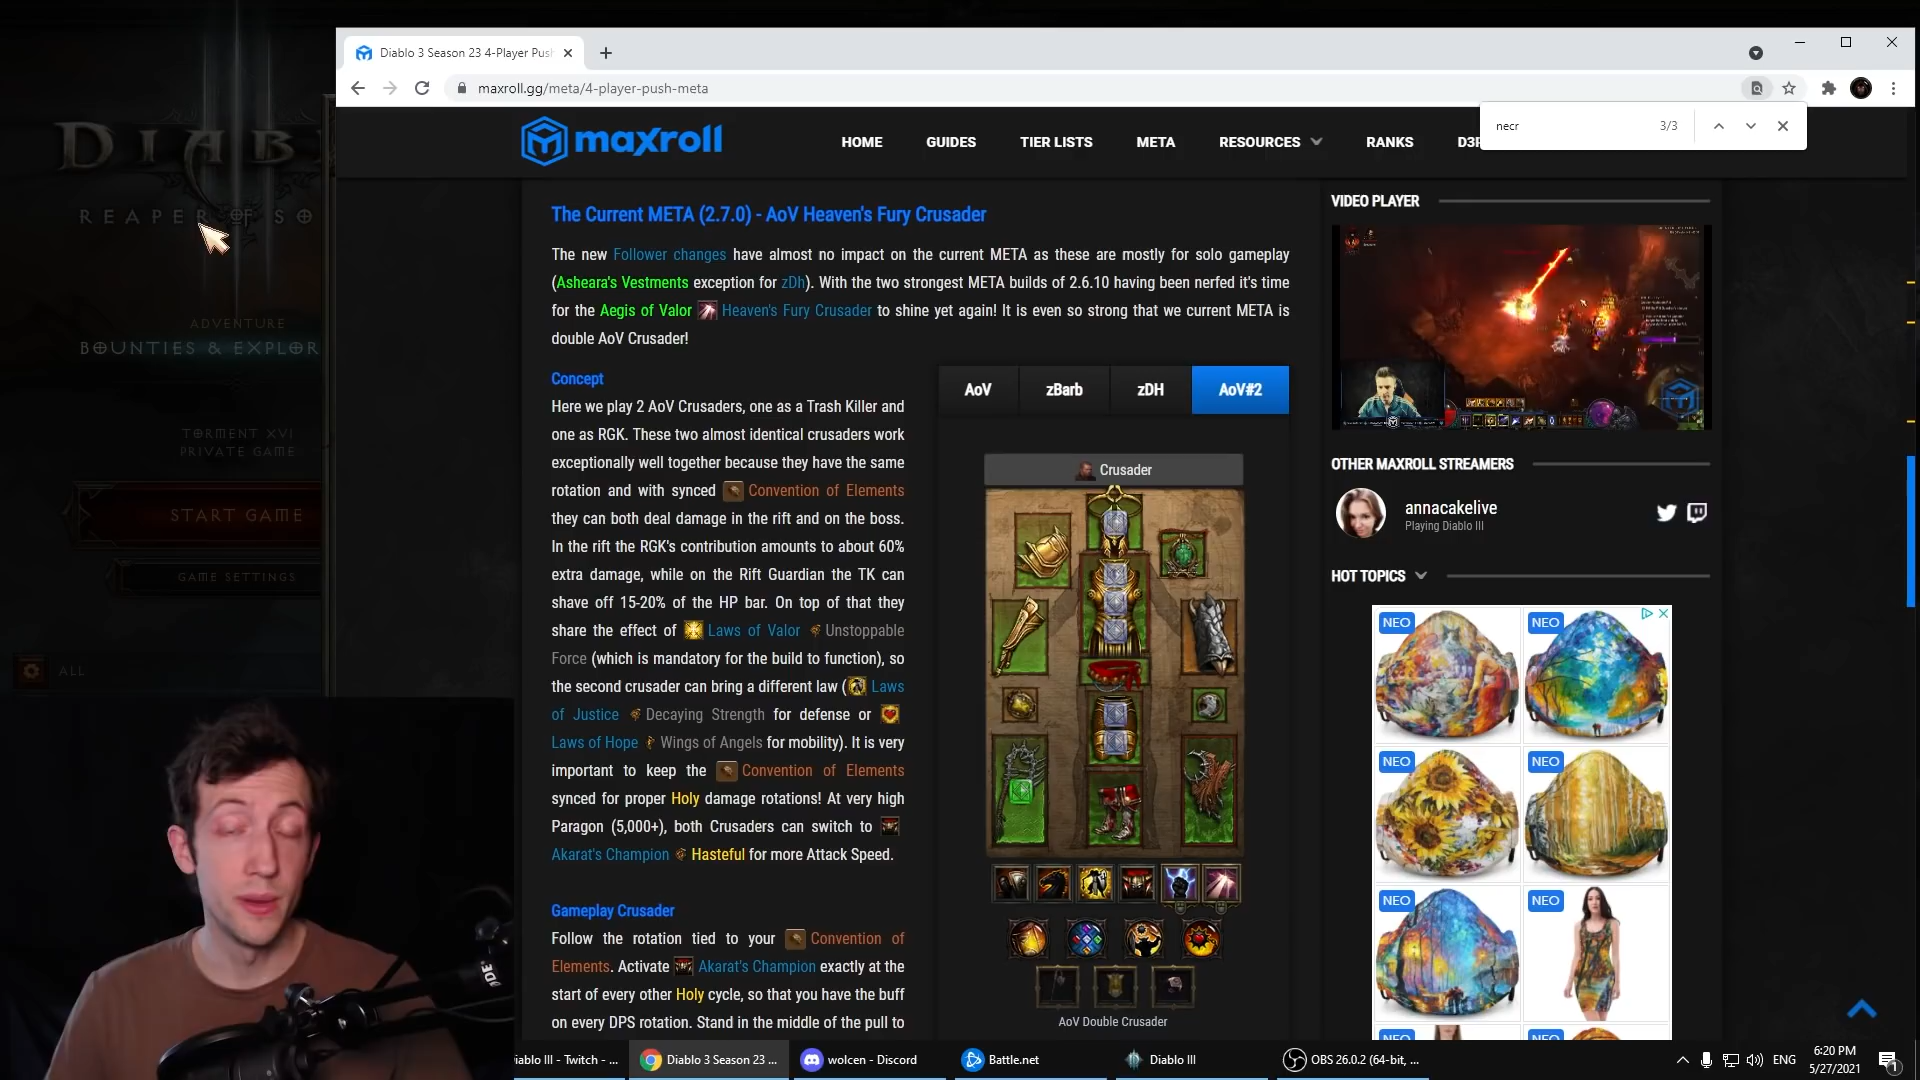 Diablo 3 Season 23 4-Player Push
maxroll.gg/meta/4-player-push-meta
necr 3/3
maxroll
HOME GUIDES TIER LISTS META RESOURCES RANKS D3P
DIAB
REAPER OF SO
ADVENTURE
BOUNTIES & EXPLOR
TORMENT XVI
PRIVATE GAME
START GAME
GAME SETTINGS
ALL
The Current META (2.7.0) - AoV Heaven's Fury Crusader
The new Follower changes have almost no impact on the current META as these are mostly for solo gameplay
(Asheara's Vestments exception for zDh). With the two strongest META builds of 2.6.10 having been nerfed it's time
for the Aegis of Valor Heaven's Fury Crusader to shine yet again! It is even so strong that we current META is
double AoV Crusader!
Concept
Here we play 2 AoV Crusaders, one as a Trash Killer and
one as RGK. These two almost identical crusaders work
exceptionally well together because they have the same
rotation and with synced Convention of Elements
they can both deal damage in the rift and on the boss.
In the rift the RGK's contribution amounts to about 60%
extra damage, while on the Rift Guardian the TK can
shave off 15-20% of the HP bar. On top of that they
share the effect of Laws of Valor Unstoppable
Force (which is mandatory for the build to function), so
the second crusader can bring a different law ( Laws
of Justice Decaying Strength for defense or
Laws of Hope Wings of Angels for mobility). It is very
important to keep the Convention of Elements
synced for proper Holy damage rotations! At very high
Paragon (5,000+), both Crusaders can switch to
Akarat's Champion Hasteful for more Attack Speed.
Gameplay Crusader
Follow the rotation tied to your Convention of
Elements. Activate Akarat's Champion exactly at the
start of every other Holy cycle, so that you have the buff
on every DPS rotation. Stand in the middle of the pull to
AoV zBarb zDH AoV#2
Crusader
AoV Double Crusader
VIDEO PLAYER
OTHER MAXROLL STREAMERS
annacakelive
Playing Diablo III
HOT TOPICS
NEO NEO
NEO NEO
NEO NEO
NEO NEO
RODE
iablo III - Twitch - ... Diablo 3 Season 23 ... wolcen - Discord Battle.net Diablo III OBS 26.0.2 (64-bit, ... ENG 6:20 PM
5/27/2021 1